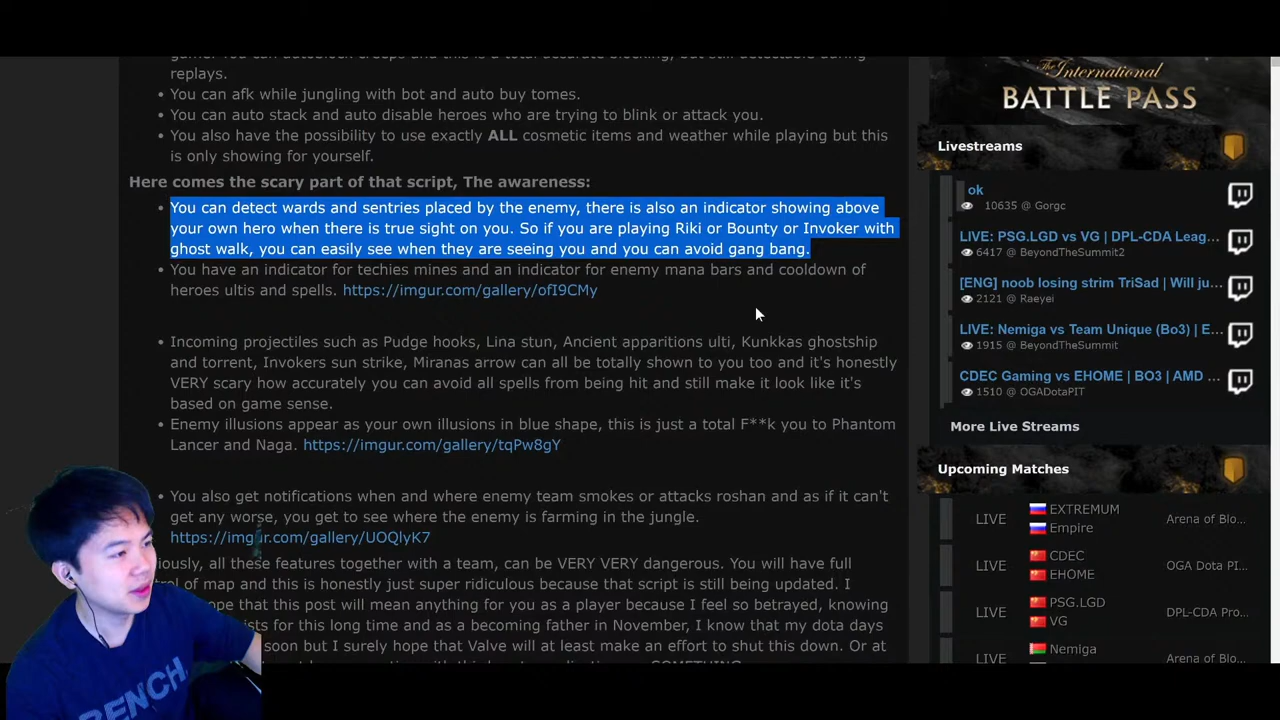 game. You can autoblock creeps and this is a total accurate blocking, but still detectable during
replays.
You can afk while jungling with bot and auto buy tomes.
You can auto stack and auto disable heroes who are trying to blink or attack you.
You also have the possibility to use exactly ALL cosmetic items and weather while playing but this
is only showing for yourself.
Here comes the scary part of that script, The awareness:
You can detect wards and sentries placed by the enemy, there is also an indicator showing above
your own hero when there is true sight on you. So if you are playing Riki or Bounty or Invoker with
ghost walk, you can easily see when they are seeing you and you can avoid gang bang.
You have an indicator for techies mines and an indicator for enemy mana bars and cooldown of
heroes ultis and spells. https://imgur.com/gallery/ofI9CMy
Incoming projectiles such as Pudge hooks, Lina stun, Ancient apparitions ulti, Kunkkas ghostship
and torrent, Invokers sun strike, Miranas arrow can all be totally shown to you too and it's honestly
VERY scary how accurately you can avoid all spells from being hit and still make it look like it's
based on game sense.
Enemy illusions appear as your own illusions in blue shape, this is just a total F**k you to Phantom
Lancer and Naga. https://imgur.com/gallery/tqPw8gY
You also get notifications when and where enemy team smokes or attacks roshan and as if it can't
get any worse, you get to see where the enemy is farming in the jungle.
https://imgur.com/gallery/UOQlyK7
iously, all these features together with a team, can be VERY VERY dangerous. You will have full
rol of map and this is honestly just super ridiculous because that script is still being updated. I
ope that this post will mean anything for you as a player because I feel so betrayed, knowing
ists for this long time and as a becoming father in November, I know that my dota days
soon but I surely hope that Valve will at least make an effort to shut this down. Or at
The International
BATTLE PASS
Livestreams
ok
10635 @ Gorgc
LIVE: PSG.LGD vs VG | DPL-CDA Leag...
6417 @ BeyondTheSummit2
[ENG] noob losing strim TriSad | Will ju...
2121 @ Raeyei
LIVE: Nemiga vs Team Unique (Bo3) | E...
1915 @ BeyondTheSummit
CDEC Gaming vs EHOME | BO3 | AMD ...
1510 @ OGADotaPIT
More Live Streams
Upcoming Matches
LIVE
EXTREMUM
Empire
Arena of Blo...
LIVE
CDEC
EHOME
OGA Dota PI...
LIVE
PSG.LGD
VG
DPL-CDA Pro...
LIVE
Nemiga
Arena of Blo...
BENCH